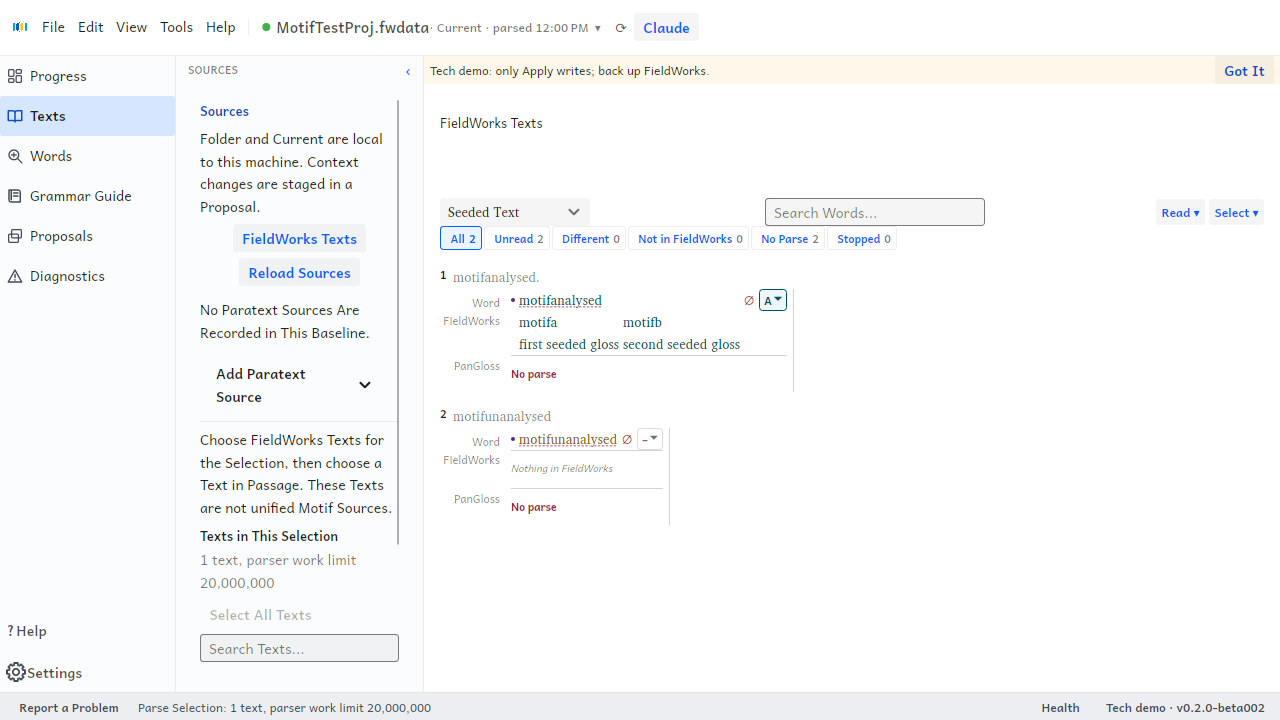 File Edit View Tools Help MotifTestProj.fwdata · Current · parsed 12:00 PM ▾ ⟳ Claude
Progress
Texts
Words
Grammar Guide
Proposals
Diagnostics
? Help
Settings
SOURCES ‹
Sources
Folder and Current are local
to this machine. Context
changes are staged in a
Proposal.
FieldWorks Texts
Reload Sources
No Paratext Sources Are
Recorded in This Baseline.
Add Paratext
Source
Choose FieldWorks Texts for
the Selection, then choose a
Text in Passage. These Texts
are not unified Motif Sources.
Texts in This Selection
1 text, parser work limit
20,000,000
Select All Texts
Search Texts...
Tech demo: only Apply writes; back up FieldWorks. Got It
FieldWorks Texts
Seeded Text Search Words... Read ▾ Select ▾
All 2 Unread 2 Different 0 Not in FieldWorks 0 No Parse 2 Stopped 0
1 motifanalysed.
Word • motifanalysed ∅ A
FieldWorks motifa motifb
first seeded gloss second seeded gloss
PanGloss No parse
2 motifunanalysed
Word • motifunanalysed ∅ –
FieldWorks Nothing in FieldWorks
PanGloss No parse
Report a Problem Parse Selection: 1 text, parser work limit 20,000,000 Health Tech demo · v0.2.0-beta002